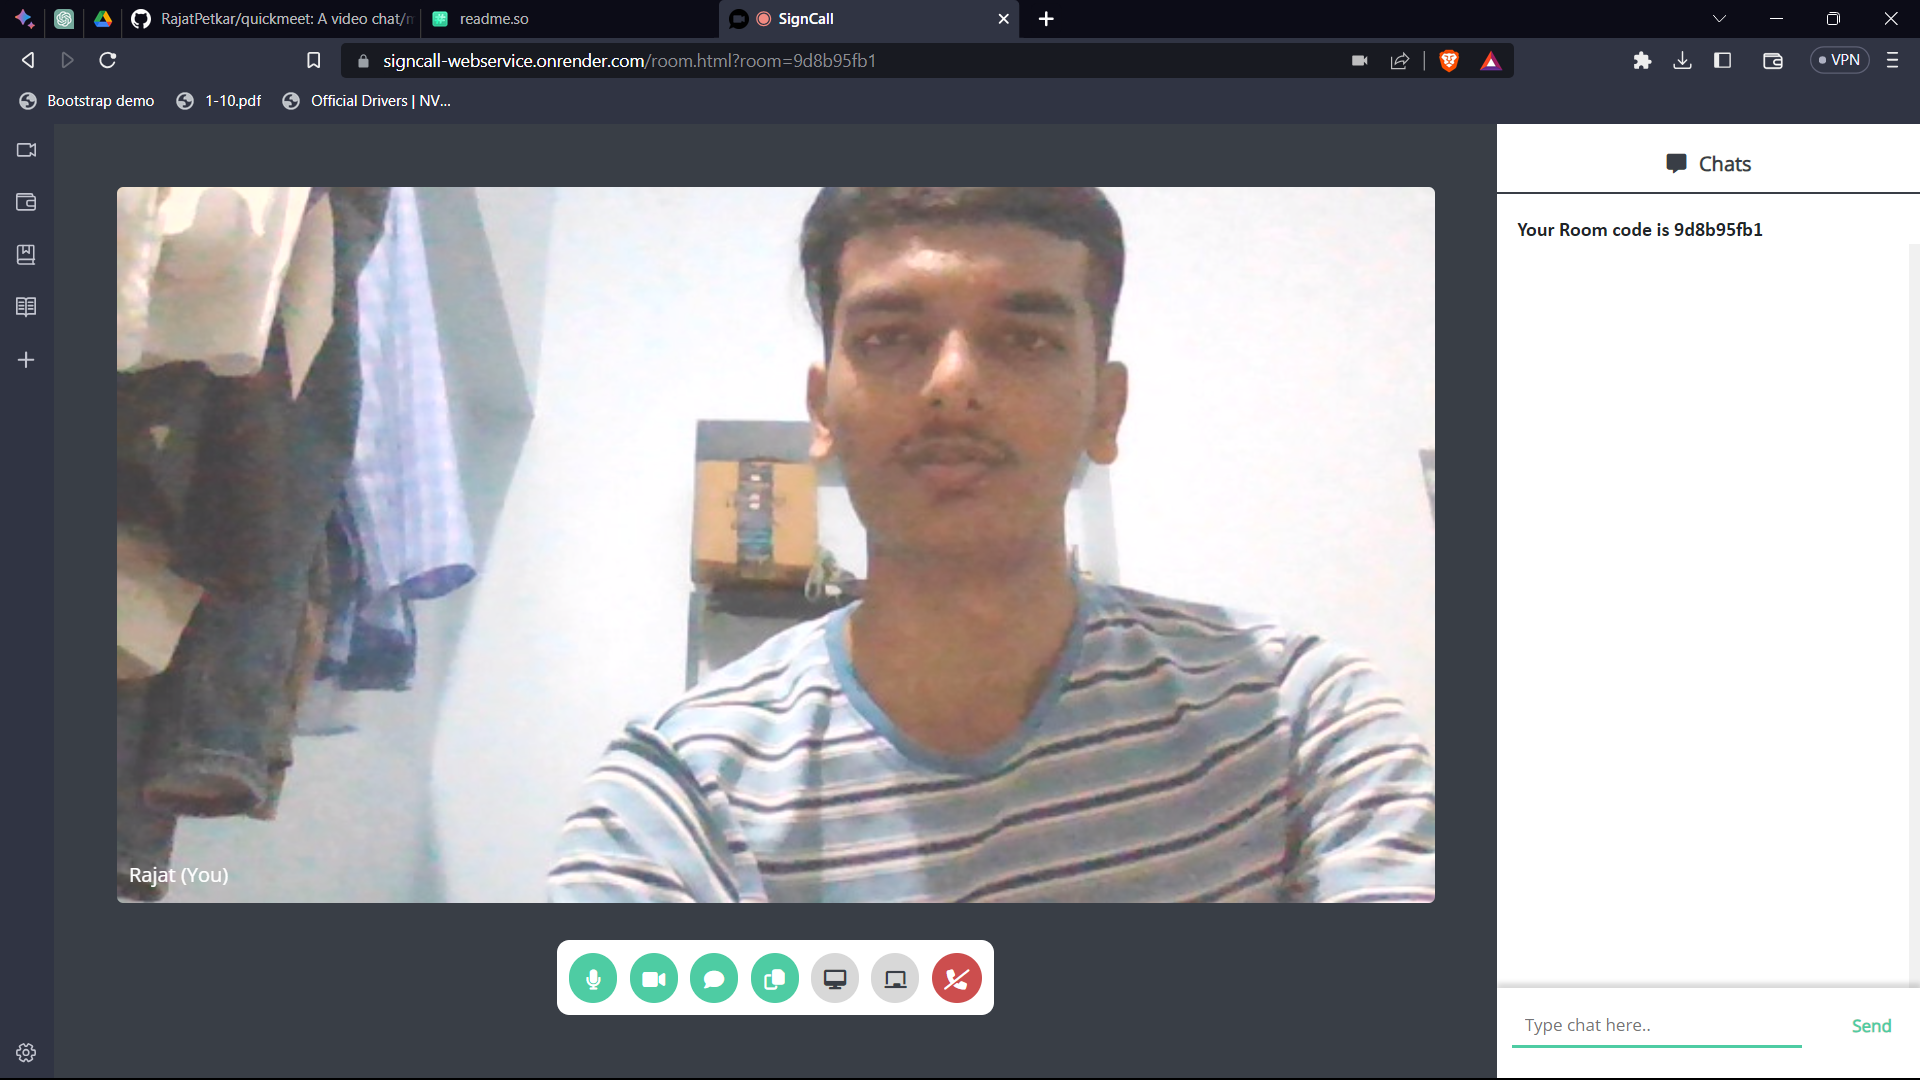 RajatPetkar/quickmeet: A video chat/m
readme.so
SignCall
signcall-webservice.onrender.com/room.html?room=9d8b95fb1
VPN
Bootstrap demo
1-10.pdf
Official Drivers | NV...
Chats
Your Room code is 9d8b95fb1
Rajat (You)
Type chat here..
Send